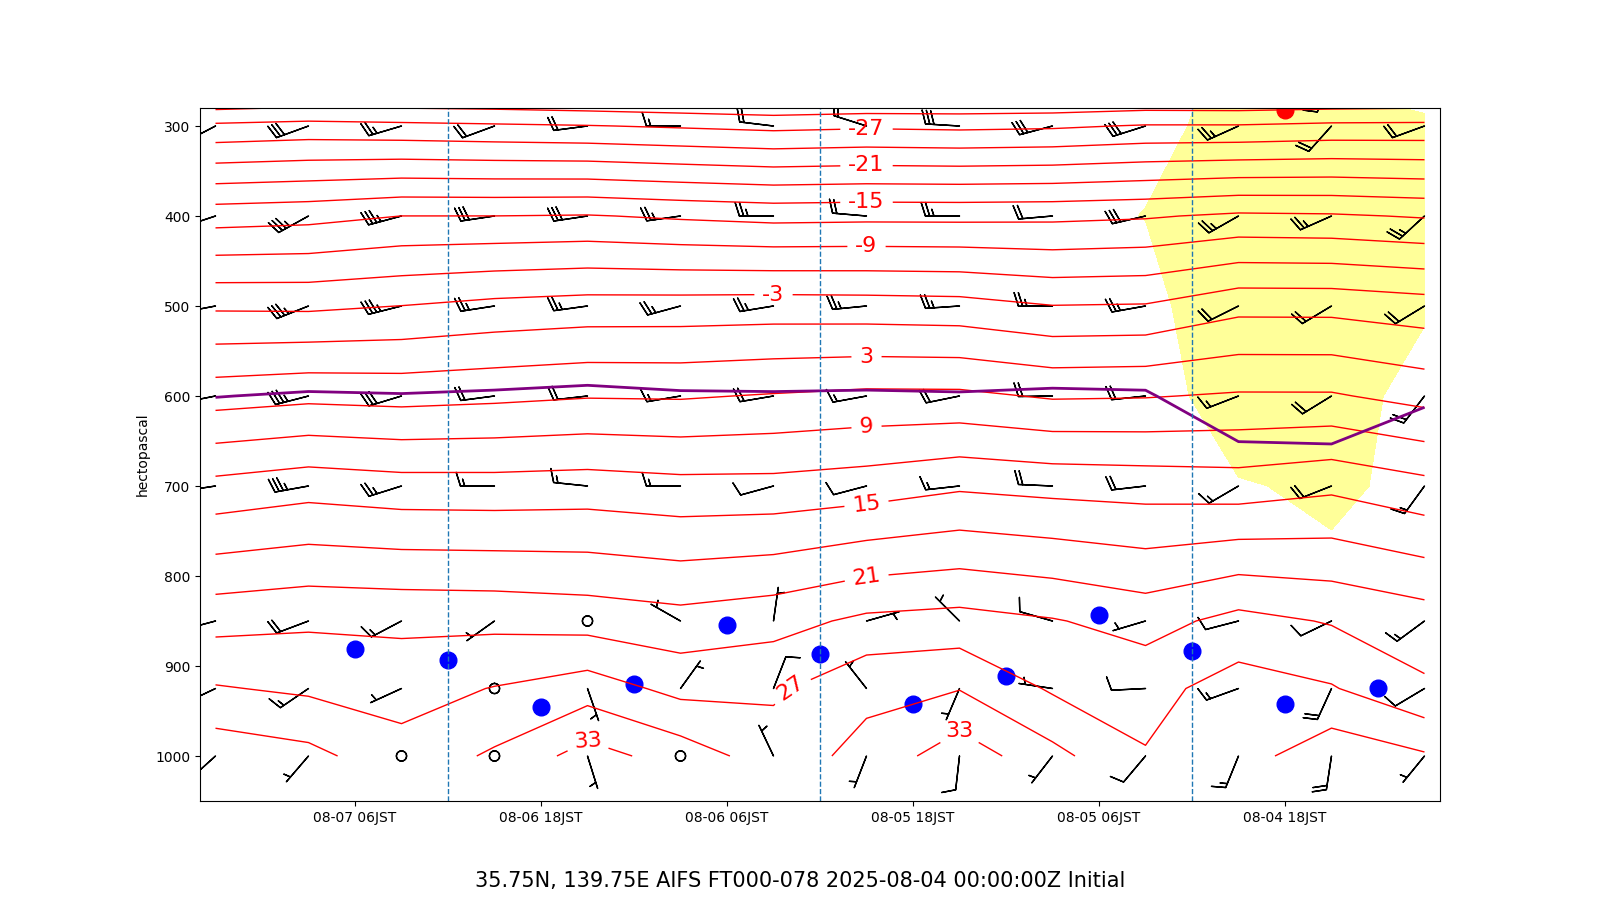 300
400
500
600
700
800
900
1000
hectopascal
-27
-21
-15
-9
-3
3
9
15
21
27
33
33
08-07 06JST
08-06 18JST
08-06 06JST
08-05 18JST
08-05 06JST
08-04 18JST
35.75N, 139.75E AIFS FT000-078 2025-08-04 00:00:00Z Initial